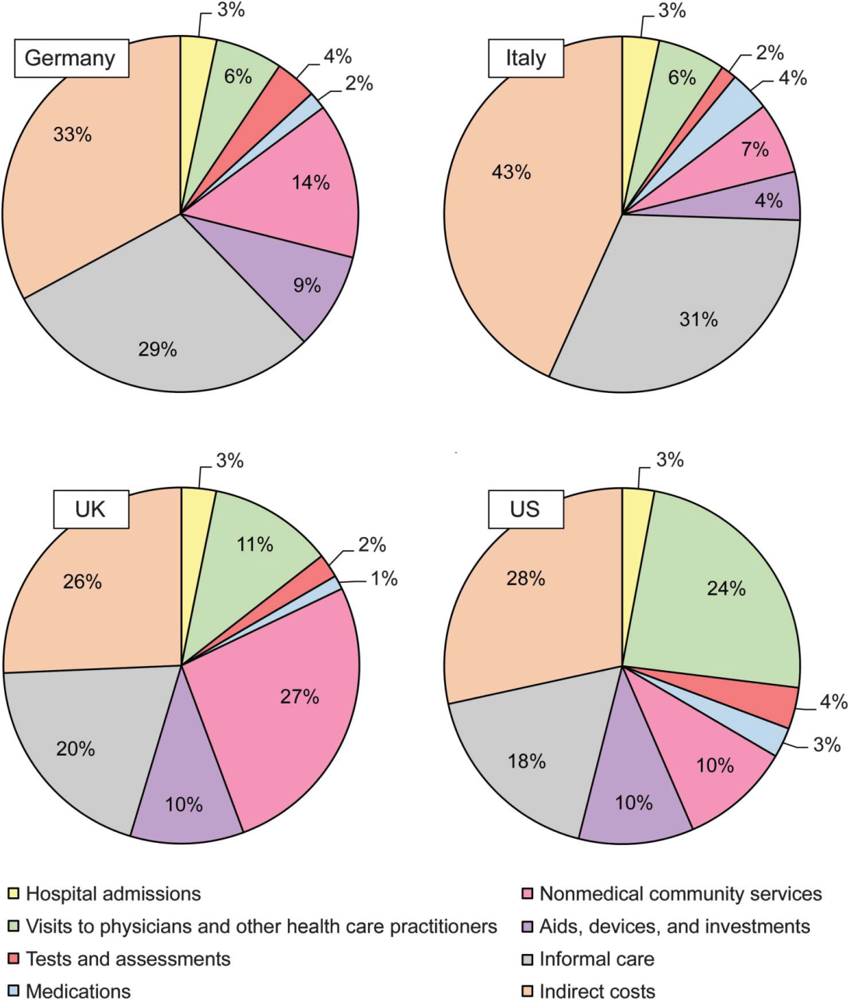 3%
Germany
6%
4%
2%
33%
14%
9%
29%
3%
Italy
6%
2%
4%
43%
7%
4%
31%
3%
UK
11%
2%
1%
26%
27%
20%
10%
3%
US
28%
24%
4%
3%
18%
10%
10%
Hospital admissions
Visits to physicians and other health care practitioners
Tests and assessments
Medications
Nonmedical community services
Aids, devices, and investments
Informal care
Indirect costs